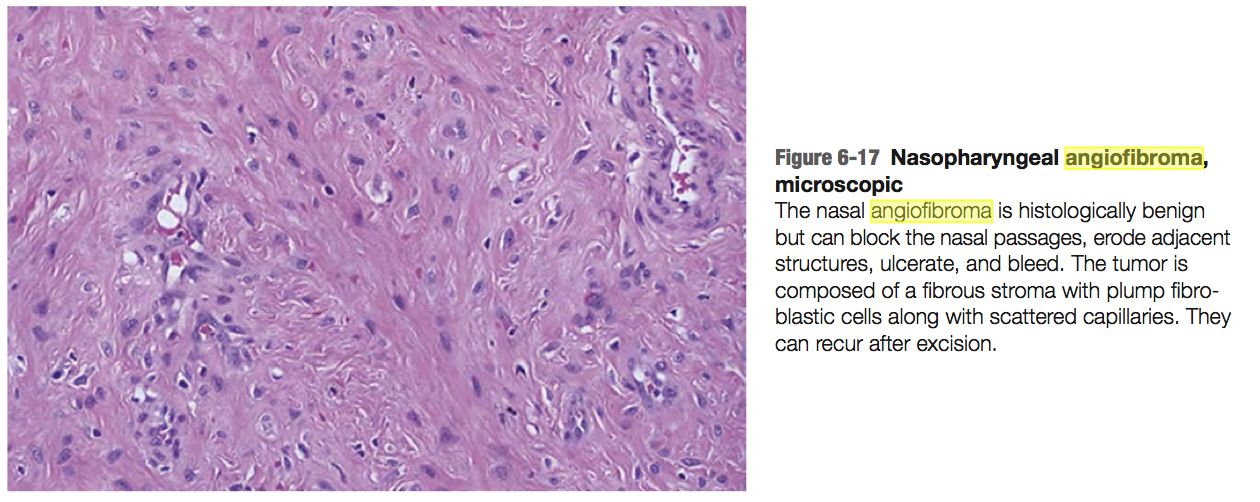 Figure 6-17 Nasopharyngeal angiofibroma,
microscopic
The nasal angiofibroma is histologically benign
but can block the nasal passages, erode adjacent
structures, ulcerate, and bleed. The tumor is
composed of a fibrous stroma with plump fibro-
blastic cells along with scattered capillaries. They
can recur after excision.